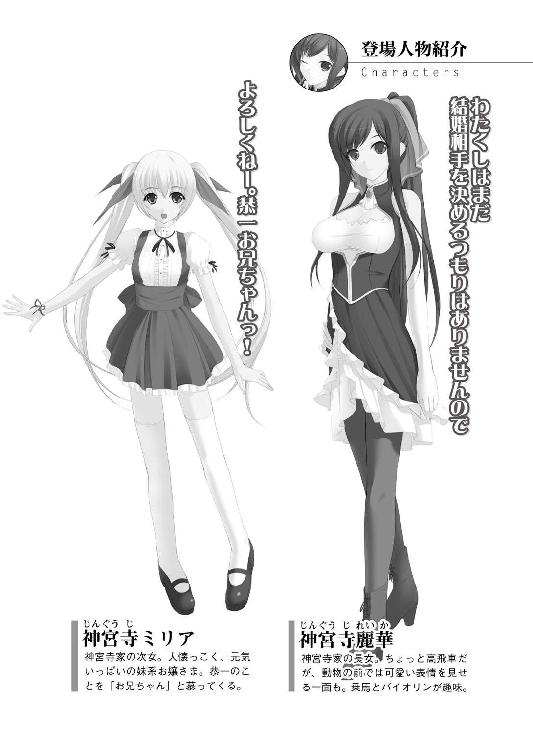 登場人物紹介
Characters
わたくしはまだ
結婚相手を決めるつもりはありませんので
よろしくねー。恭一お兄ちゃんっ!
じんぐうじれいか
神宮寺麗華
神宮寺家の長女。ちょっと高飛車だ
が、動物の前では可愛い表情を見せ
る一面も。乗馬とバイオリンが趣味。
じんぐうじ
神宮寺ミリア
神宮寺家の次女。人懐っこく、元気
いっぱいの妹系お嬢さま。恭一のこ
とを「お兄ちゃん」と慕ってくる。